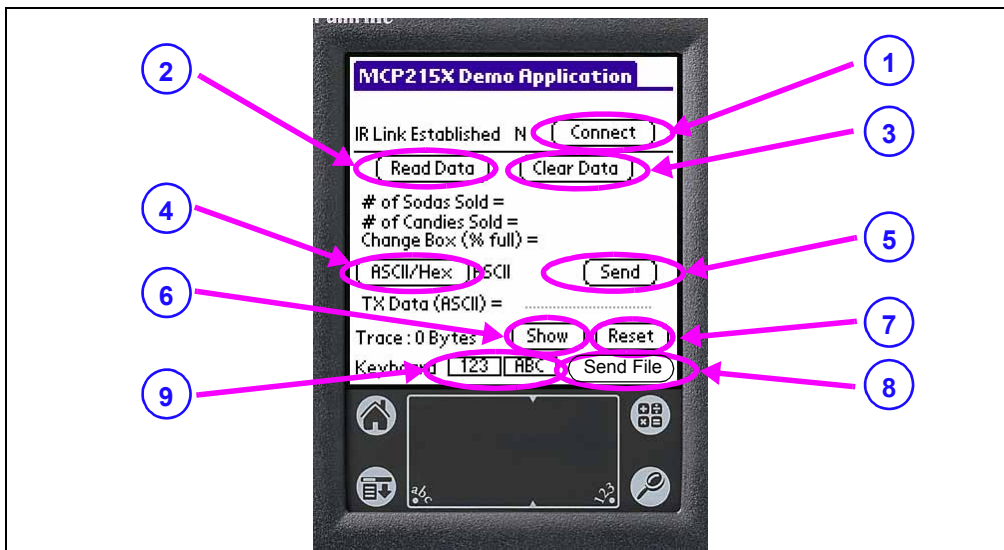 MCP215X Demo Application
1
2
IR Link Established N Connect
3
Read Data Clear Data
# of Sodas Sold =
4
# of Candies Sold =
Change Box (% full) =
5
ASCII/Hex ASCII Send
6
TX Data (ASCII) =
7
Trace: 0 Bytes Show Reset
Keyboard 123 ABC Send File
8
9
abc 123